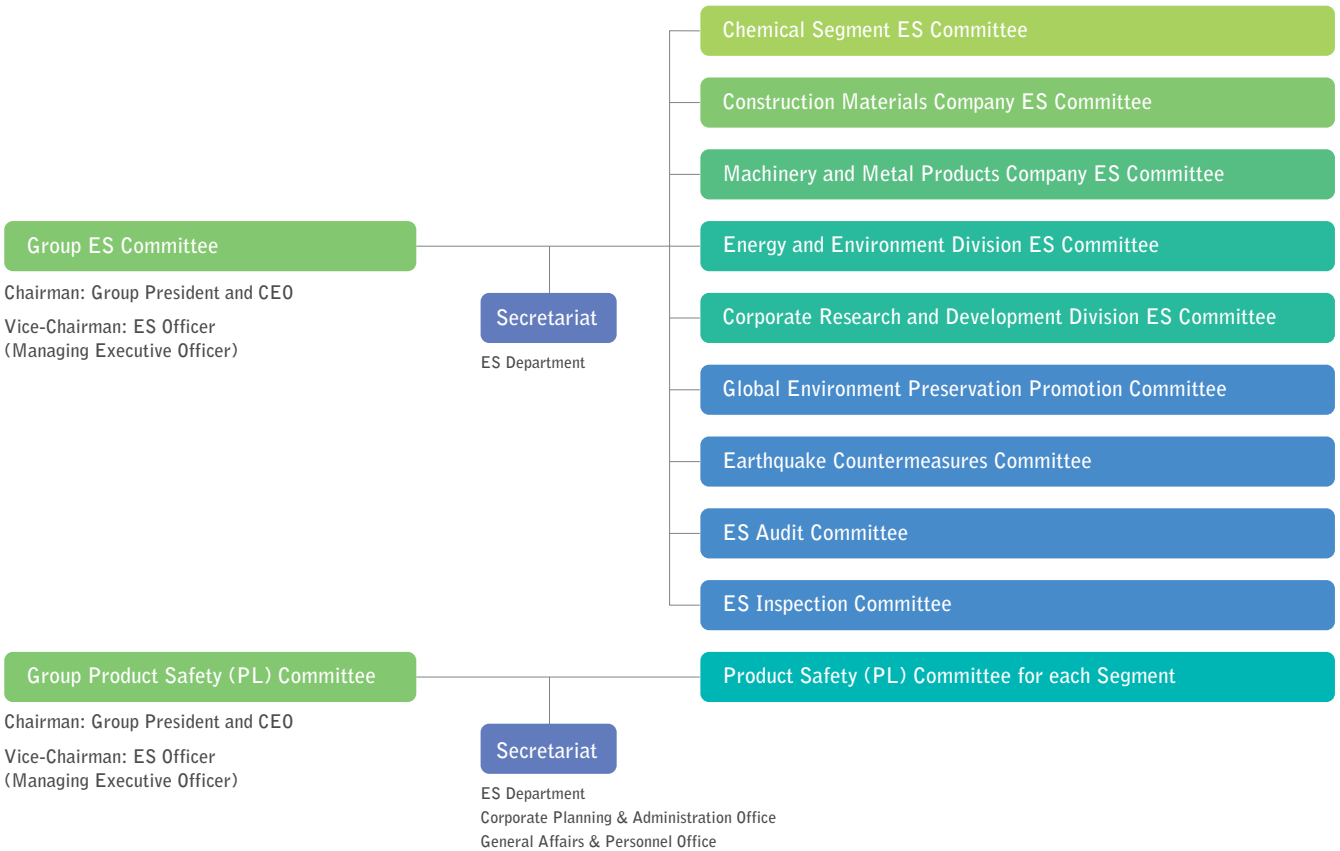 Chemical Segment ES Committee
Construction Materials Company ES Committee
Machinery and Metal Products Company ES Committee
Group ES Committee
Energy and Environment Division ES Committee
Chairman: Group President and CEO
Vice-Chairman: ES Officer
(Managing Executive Officer)
Secretariat
ES Department
Corporate Research and Development Division ES Committee
Global Environment Preservation Promotion Committee
Earthquake Countermeasures Committee
ES Audit Committee
ES Inspection Committee
Group Product Safety (PL) Committee
Product Safety (PL) Committee for each Segment
Chairman: Group President and CEO
Vice-Chairman: ES Officer
(Managing Executive Officer)
Secretariat
ES Department
Corporate Planning & Administration Office
General Affairs & Personnel Office